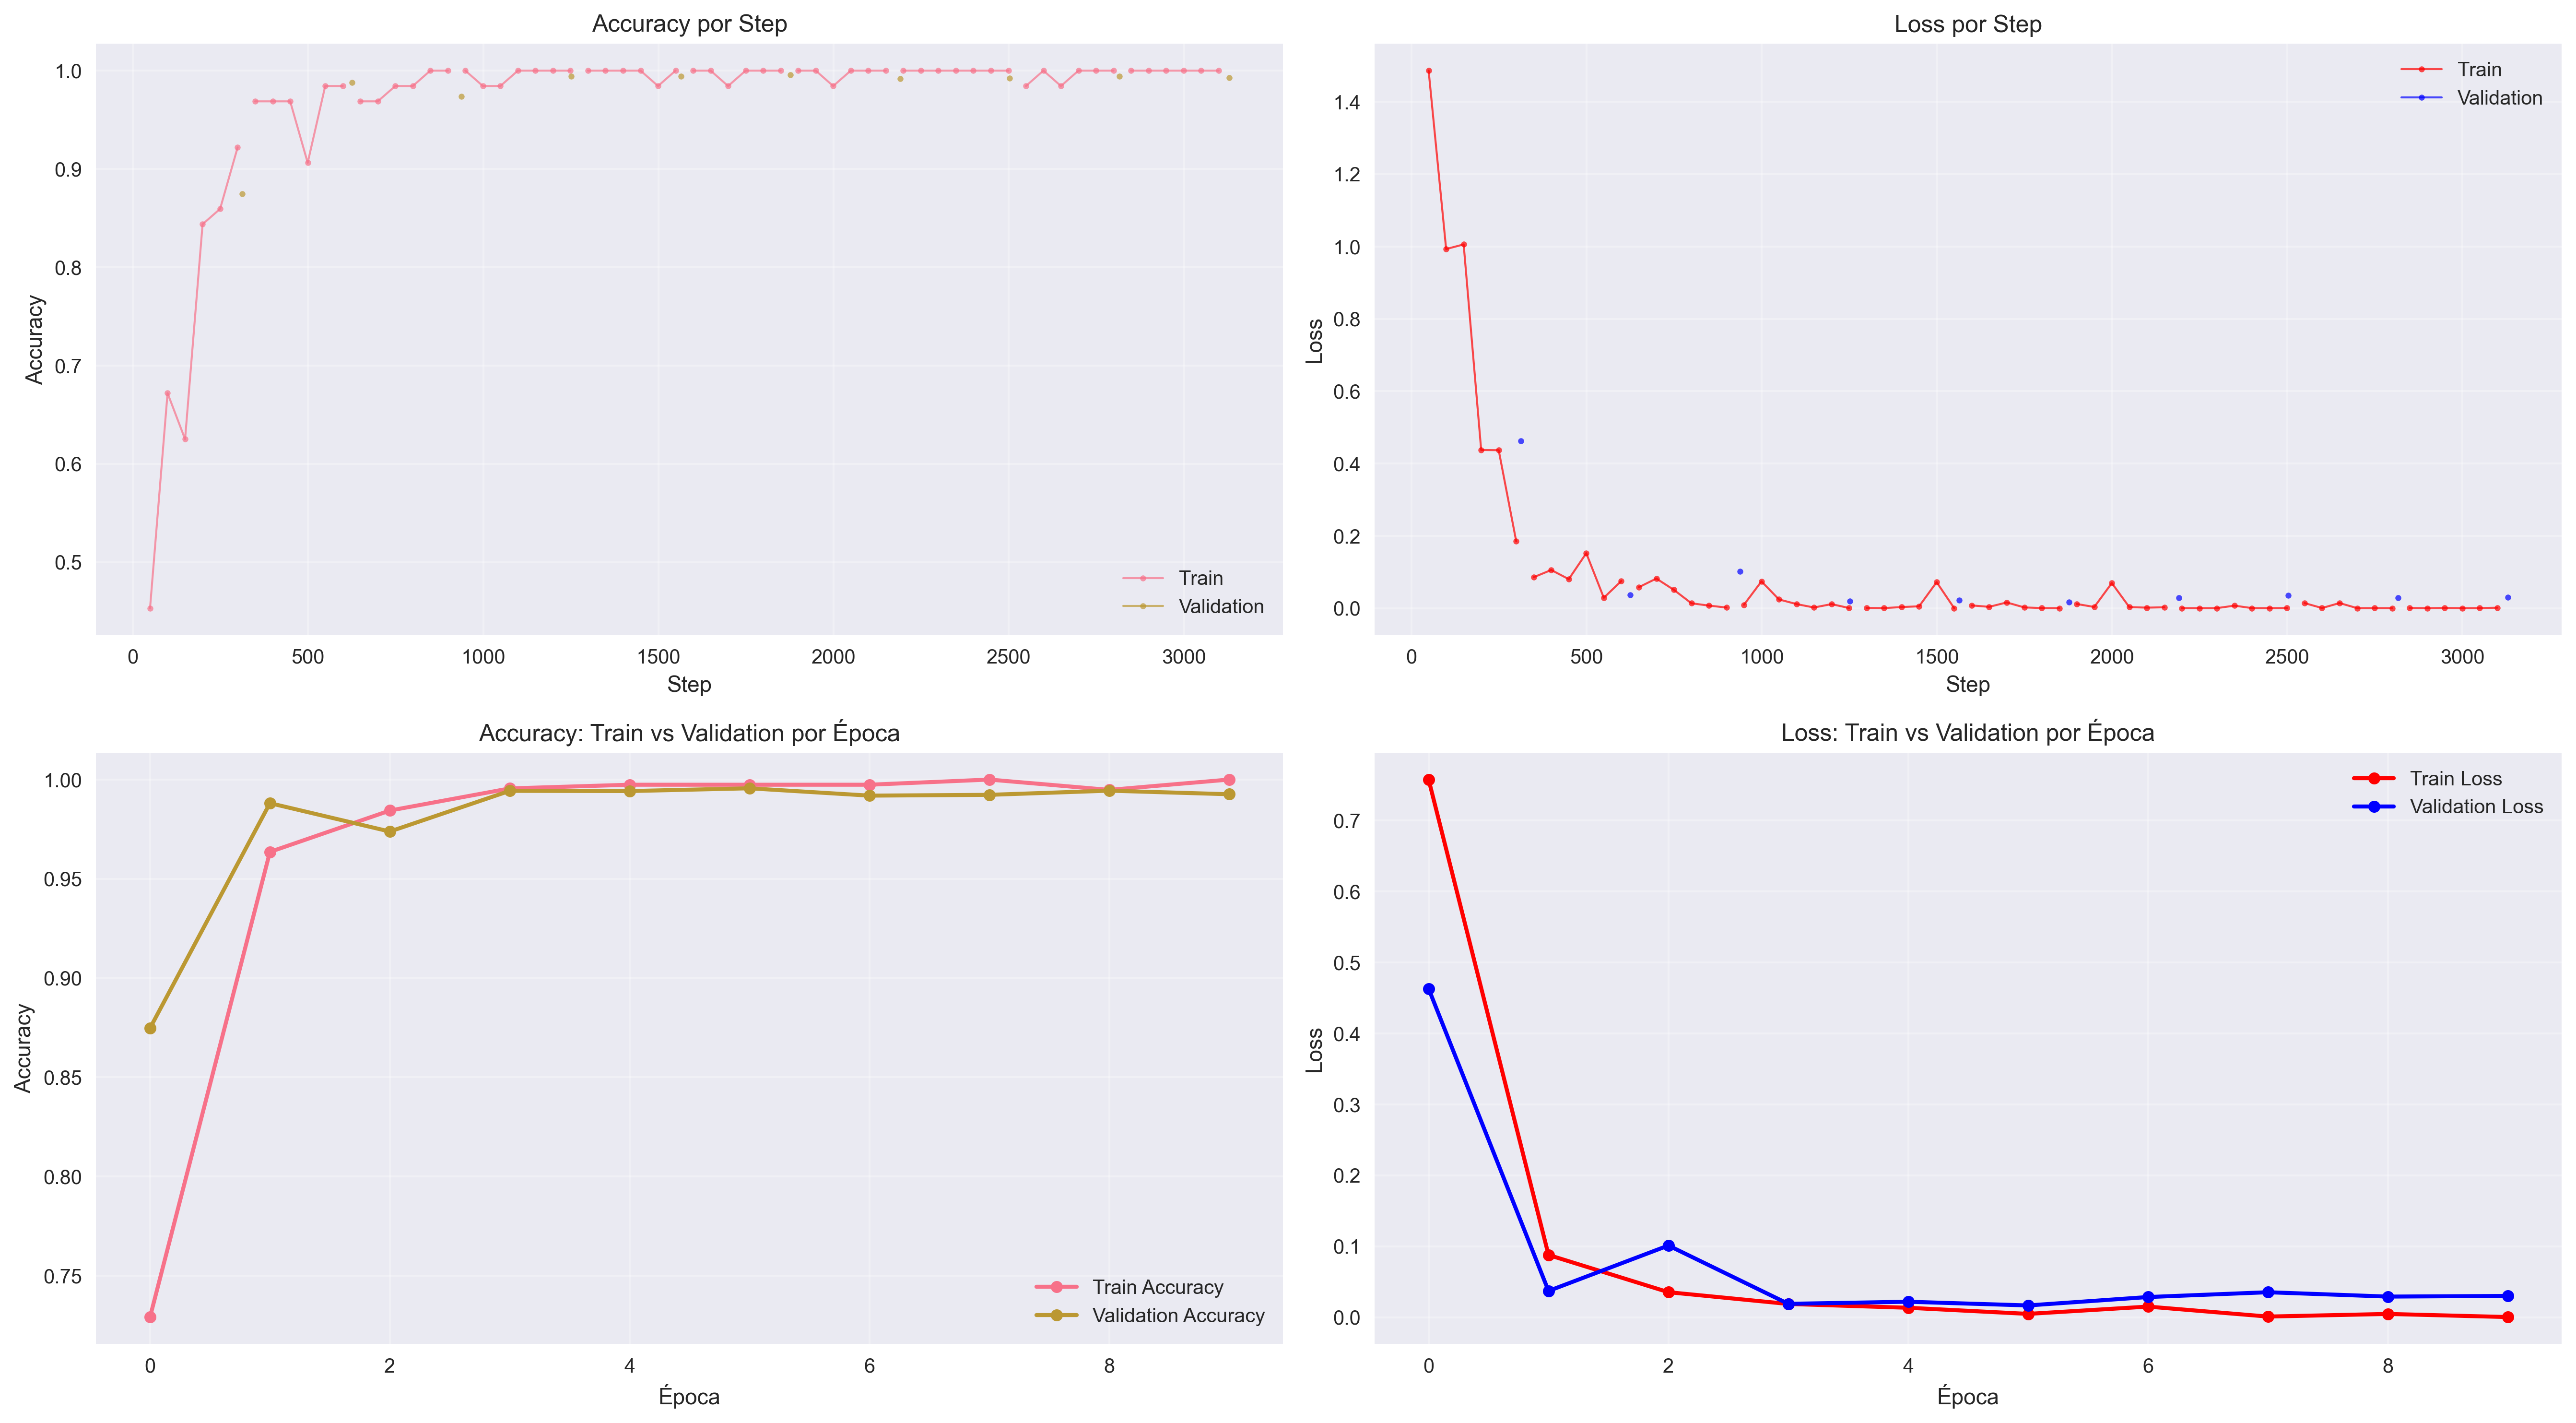 Accuracy por Step
1.0
0.9
0.8
0.7
0.6
0.5
Accuracy
Train
Validation
0 500 1000 1500 2000 2500 3000
Step
Loss por Step
Train
Validation
1.4
1.2
1.0
0.8
0.6
0.4
0.2
0.0
Loss
0 500 1000 1500 2000 2500 3000
Step
Accuracy: Train vs Validation por Época
1.00
0.95
0.90
0.85
0.80
0.75
Accuracy
Train Accuracy
Validation Accuracy
0 2 4 6 8
Época
Loss: Train vs Validation por Época
Train Loss
Validation Loss
0.7
0.6
0.5
0.4
0.3
0.2
0.1
0.0
Loss
0 2 4 6 8
Época